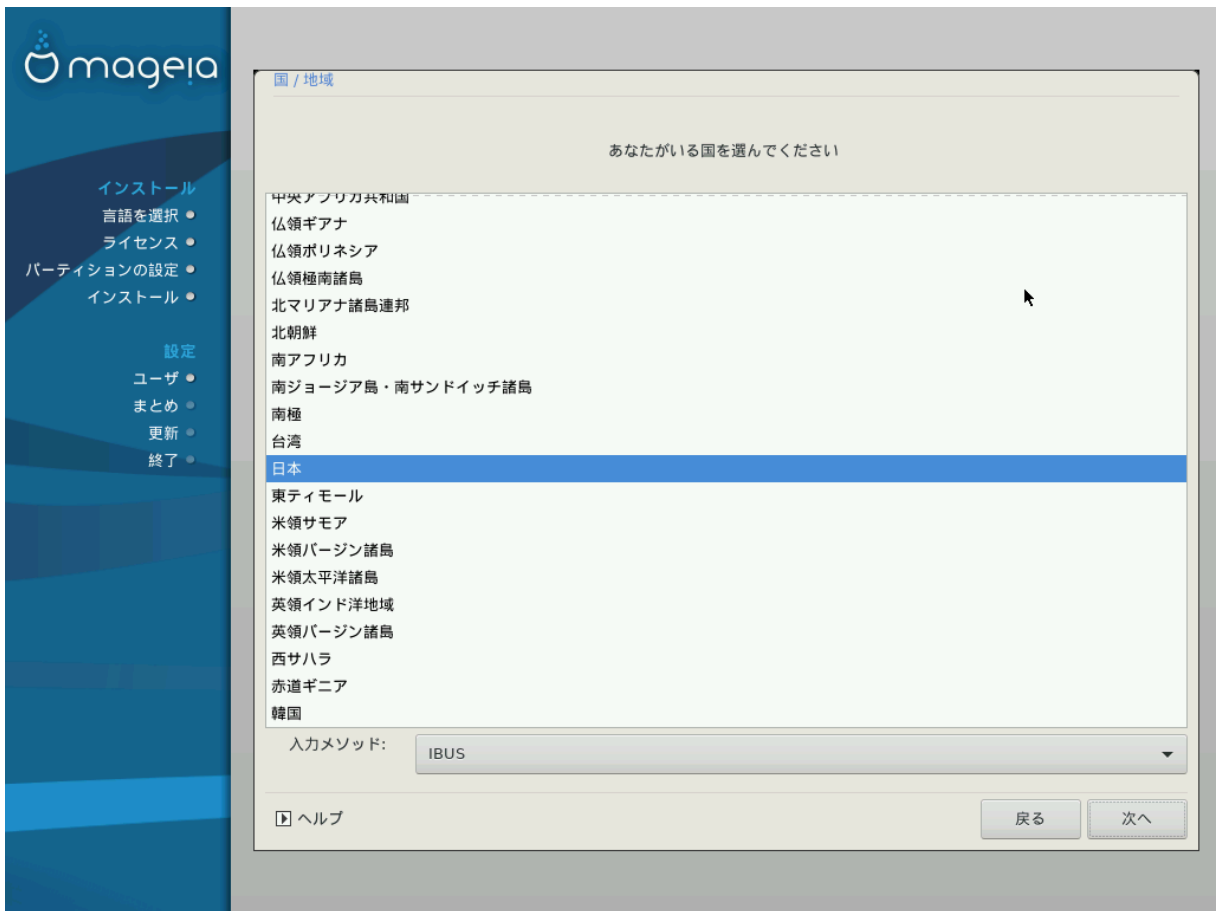 mageia
インストール
言語を選択
ライセンス
パーティションの設定
インストール
設定
ユーザ
まとめ
更新
終了
国 / 地域
あなたがいる国を選んでください
中央アフリカ共和国
仏領ギアナ
仏領ポリネシア
仏領極南諸島
北マリアナ諸島連邦
北朝鮮
南アフリカ
南ジョージア島・南サンドイッチ諸島
南極
台湾
日本
東ティモール
米領サモア
米領バージン諸島
米領太平洋諸島
英領インド洋地域
英領バージン諸島
西サハラ
赤道ギニア
韓国
入力メソッド:
IBUS
ヘルプ
戻る
次へ